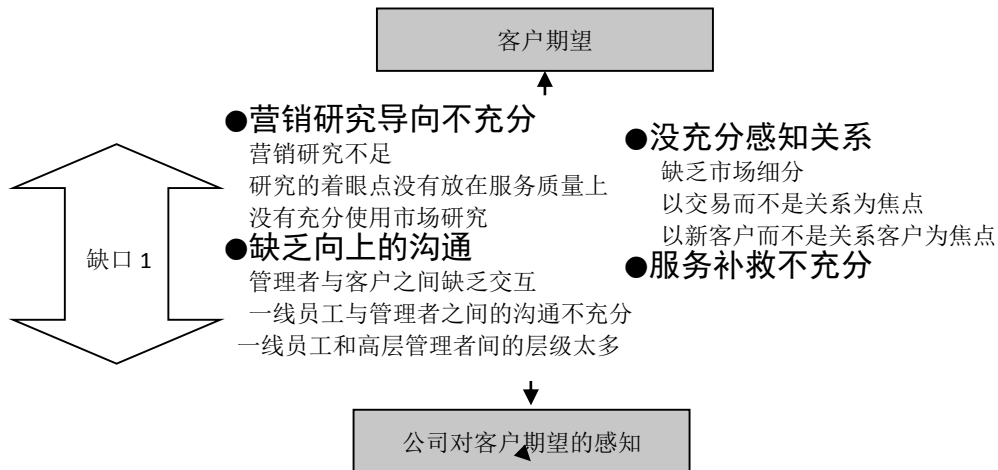 客户期望
●营销研究导向不充分
营销研究不足
研究的着眼点没有放在服务质量上
没有充分使用市场研究
●缺乏向上的沟通
管理者与客户之间缺乏交互
一线员工与管理者之间的沟通不充分
一线员工和高层管理者间的层级太多
●没充分感知关系
缺乏市场细分
以交易而不是关系为焦点
以新客户而不是关系客户为焦点
●服务补救不充分
缺口 1
公司对客户期望的感知